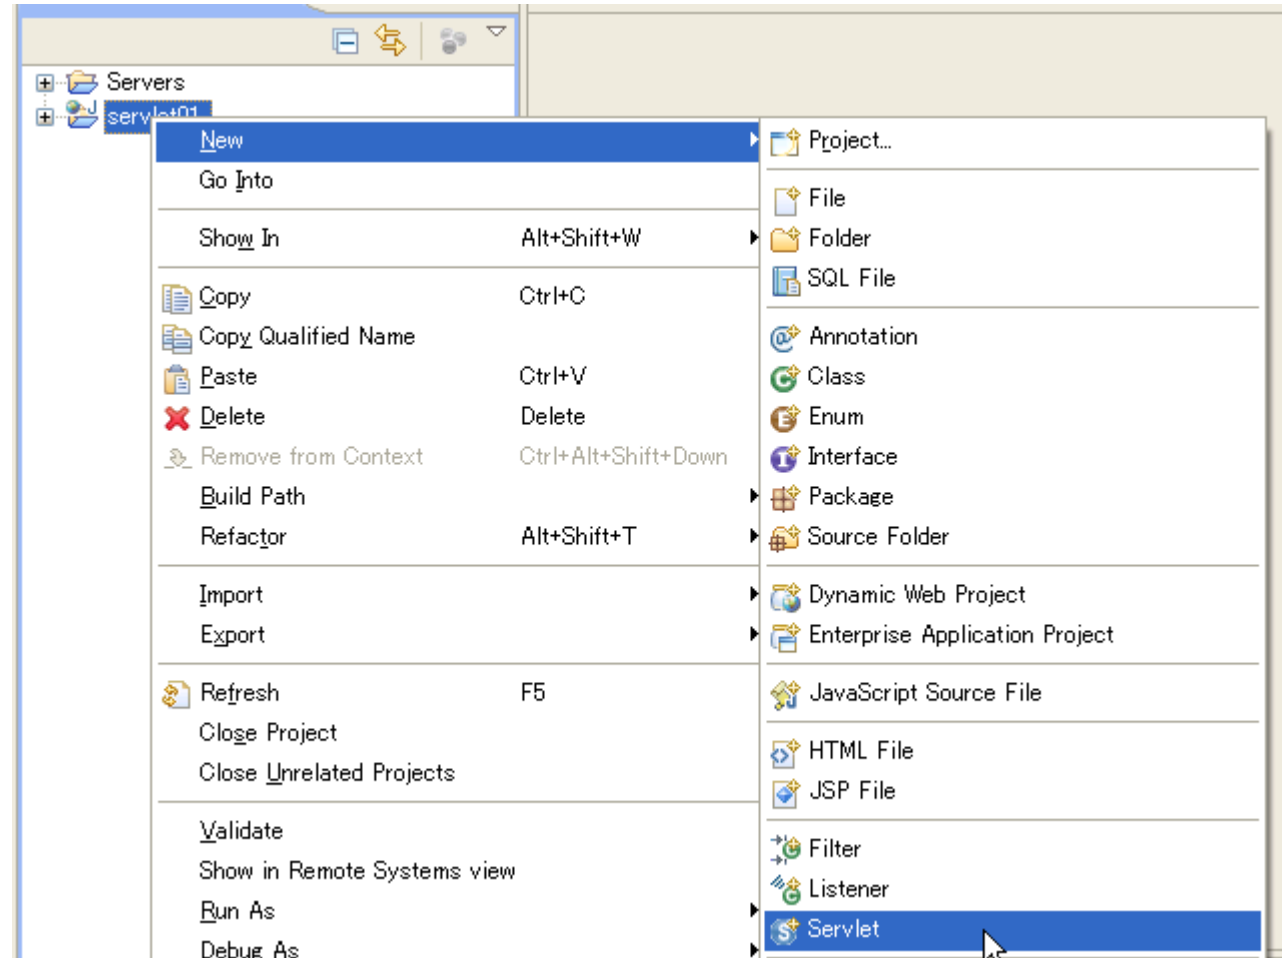 Servers
servlet01
New
Go Into
Show In Alt+Shift+W
Copy Ctrl+C
Copy Qualified Name
Paste Ctrl+V
Delete Delete
Remove from Context Ctrl+Alt+Shift+Down
Build Path
Refactor Alt+Shift+T
Import
Export
Refresh F5
Close Project
Close Unrelated Projects
Validate
Show in Remote Systems view
Run As
Debug As
Project...
File
Folder
SQL File
Annotation
Class
Enum
Interface
Package
Source Folder
Dynamic Web Project
Enterprise Application Project
JavaScript Source File
HTML File
JSP File
Filter
Listener
Servlet